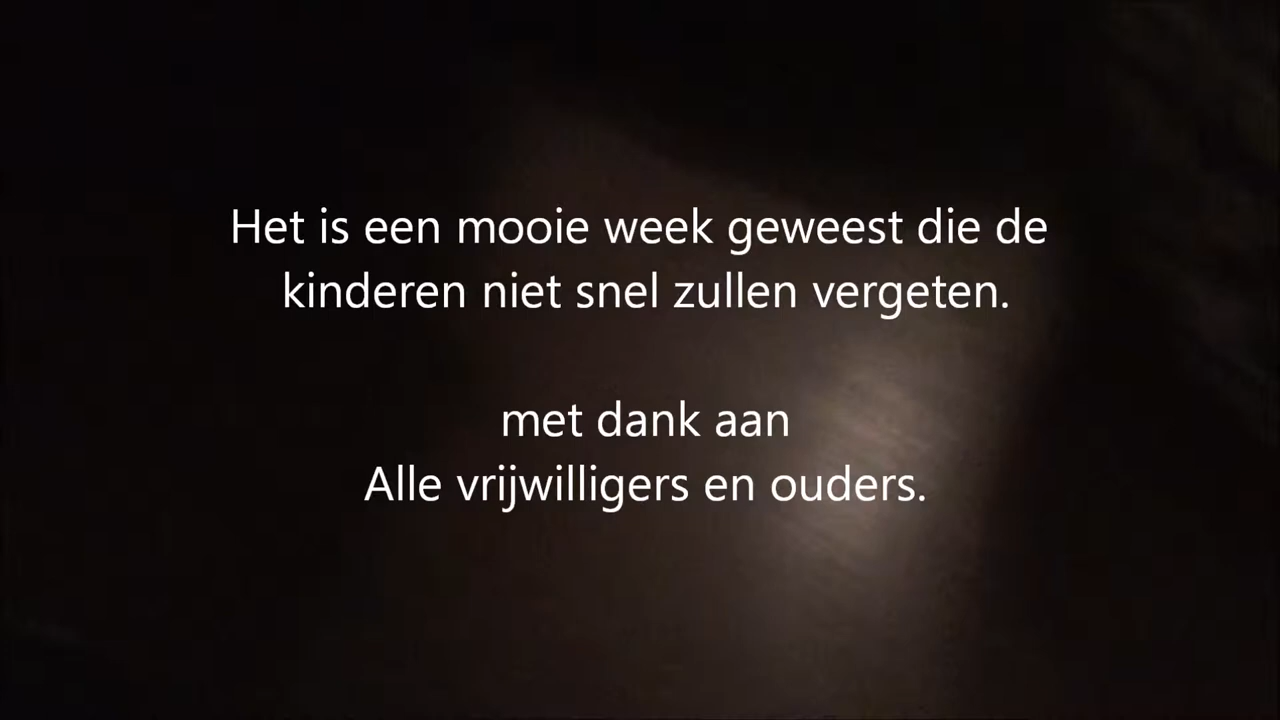 Het is een mooie week geweest die de
kinderen niet snel zullen vergeten.
met dank aan
Alle vrijwilligers en ouders.